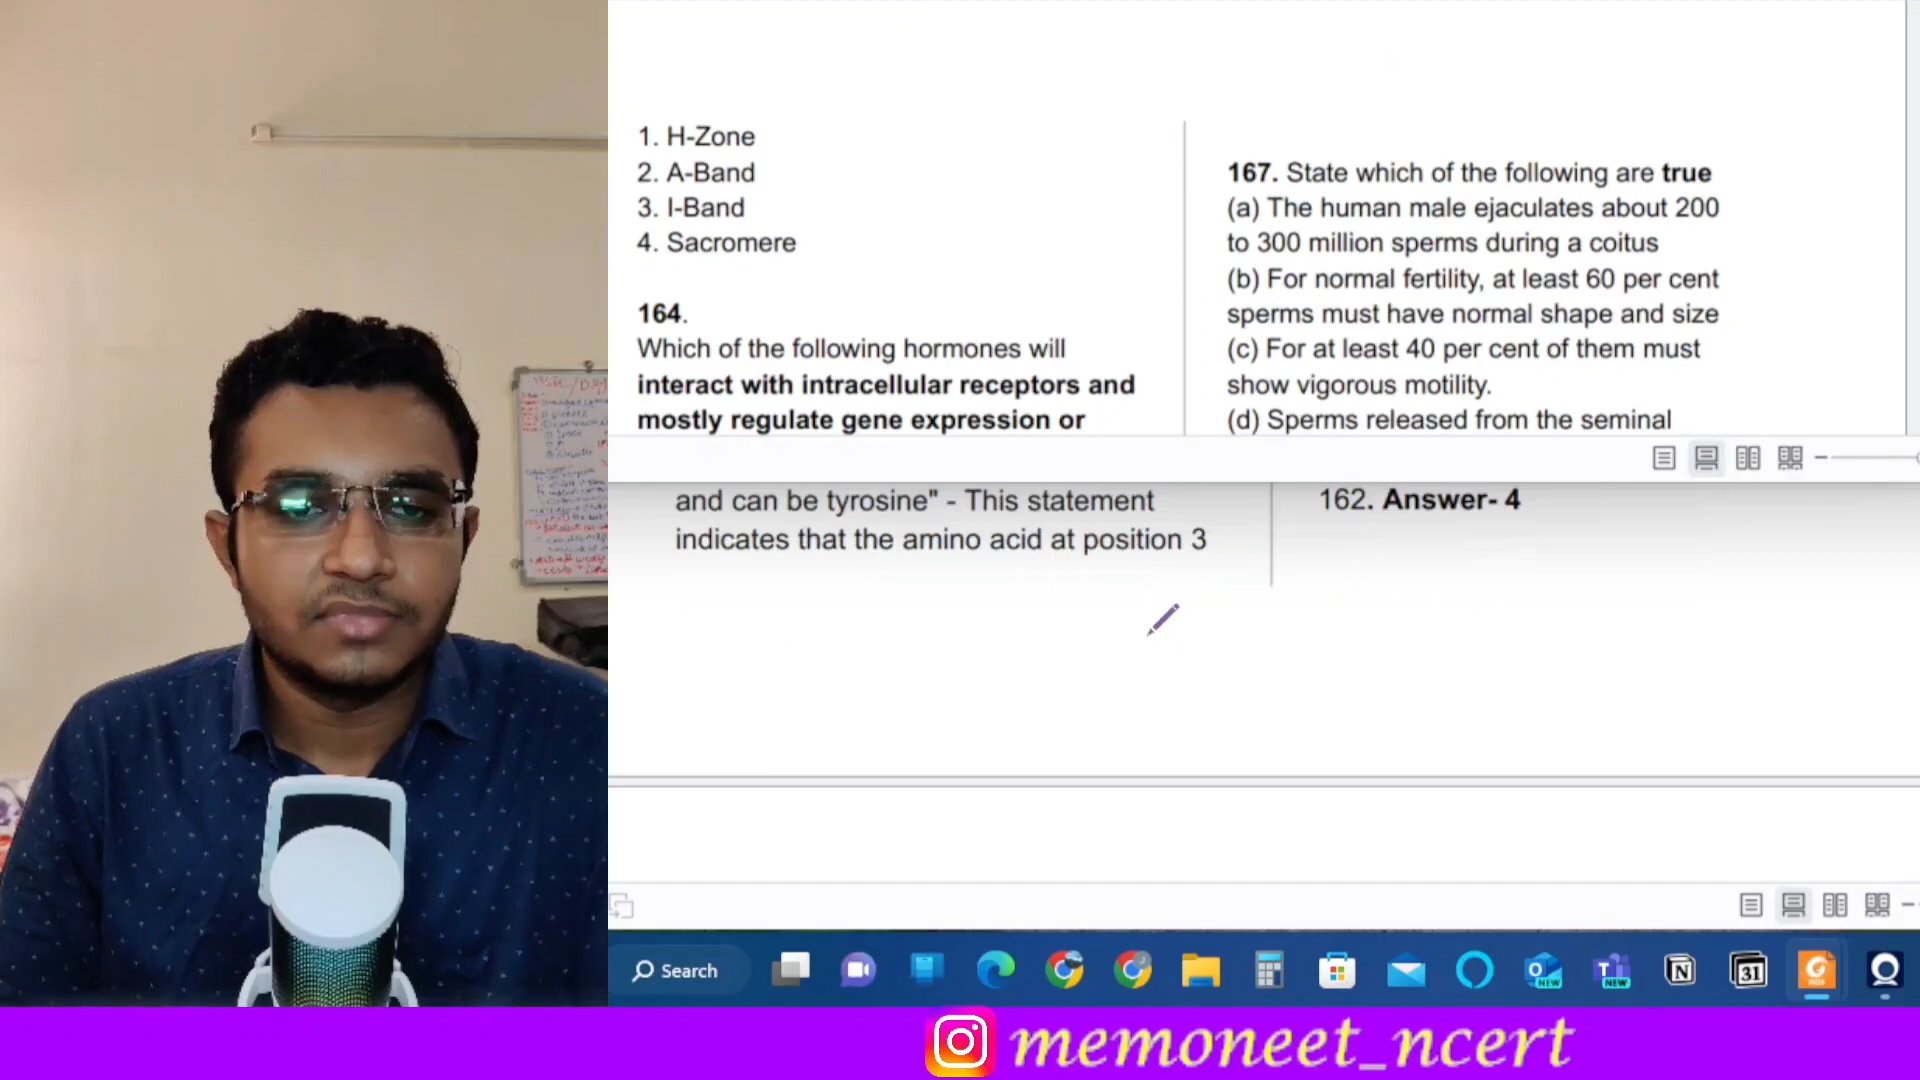 1. H-Zone
2. A-Band
3. I-Band
4. Sacromere
164.
Which of the following hormones will
interact with intracellular receptors and
mostly regulate gene expression or
167. State which of the following are true
(a) The human male ejaculates about 200
to 300 million sperms during a coitus
(b) For normal fertility, at least 60 per cent
sperms must have normal shape and size
(c) For at least 40 per cent of them must
show vigorous motility.
(d) Sperms released from the seminal
and can be tyrosine" - This statement
indicates that the amino acid at position 3
162. Answer- 4
Search
NEW
NEW
31
PDF
memoneet_ncert